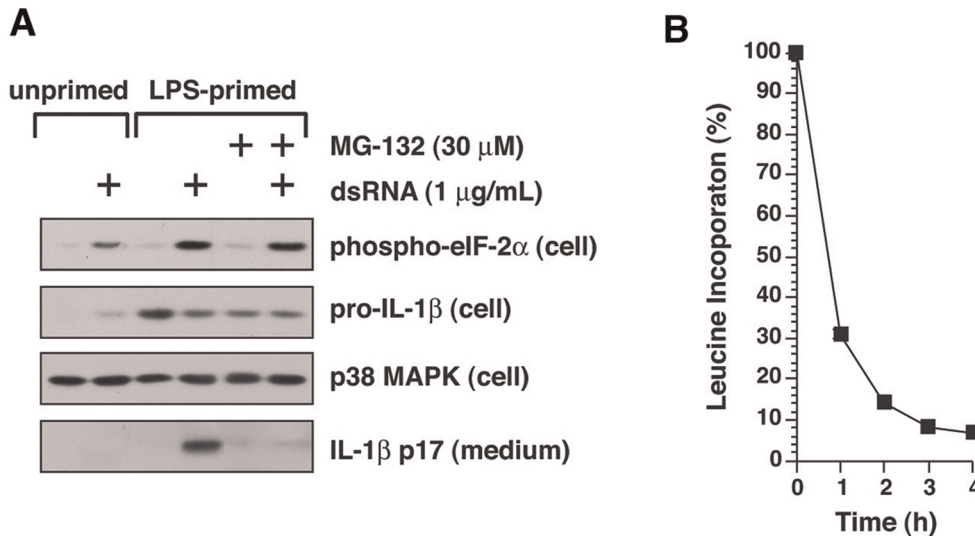 A
unprimed LPS-primed
+ + MG-132 (30 μM)
+ + + dsRNA (1 μg/mL)
phospho-eIF-2α (cell)
pro-IL-1β (cell)
p38 MAPK (cell)
IL-1β p17 (medium)
B
Leucine Incoporaton (%)
100
90
80
70
60
50
40
30
20
10
0
0 1 2 3 4
Time (h)